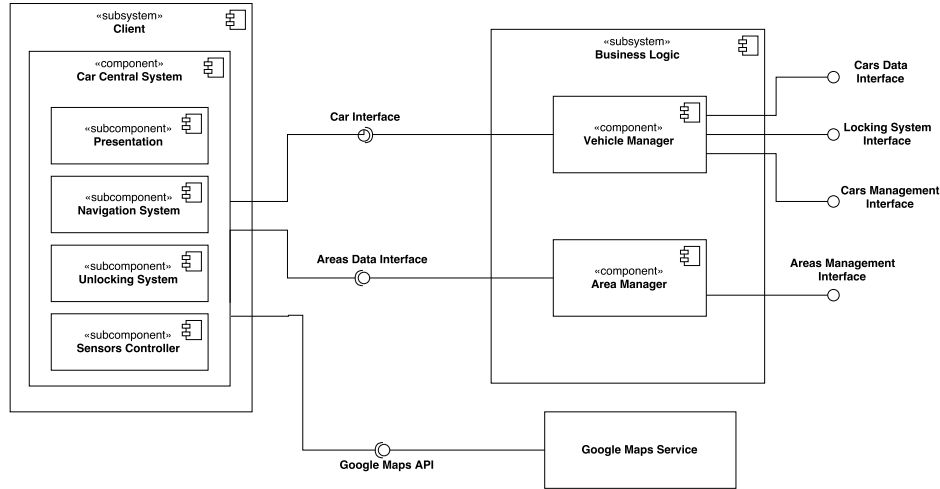 «subsystem»
Client
«component»
Car Central System
«subcomponent»
Presentation
«subcomponent»
Navigation System
«subcomponent»
Unlocking System
«subcomponent»
Sensors Controller
Car Interface
Areas Data Interface
Google Maps API
«subsystem»
Business Logic
«component»
Vehicle Manager
«component»
Area Manager
Google Maps Service
Cars Data
Interface
Locking System
Interface
Cars Management
Interface
Areas Management
Interface